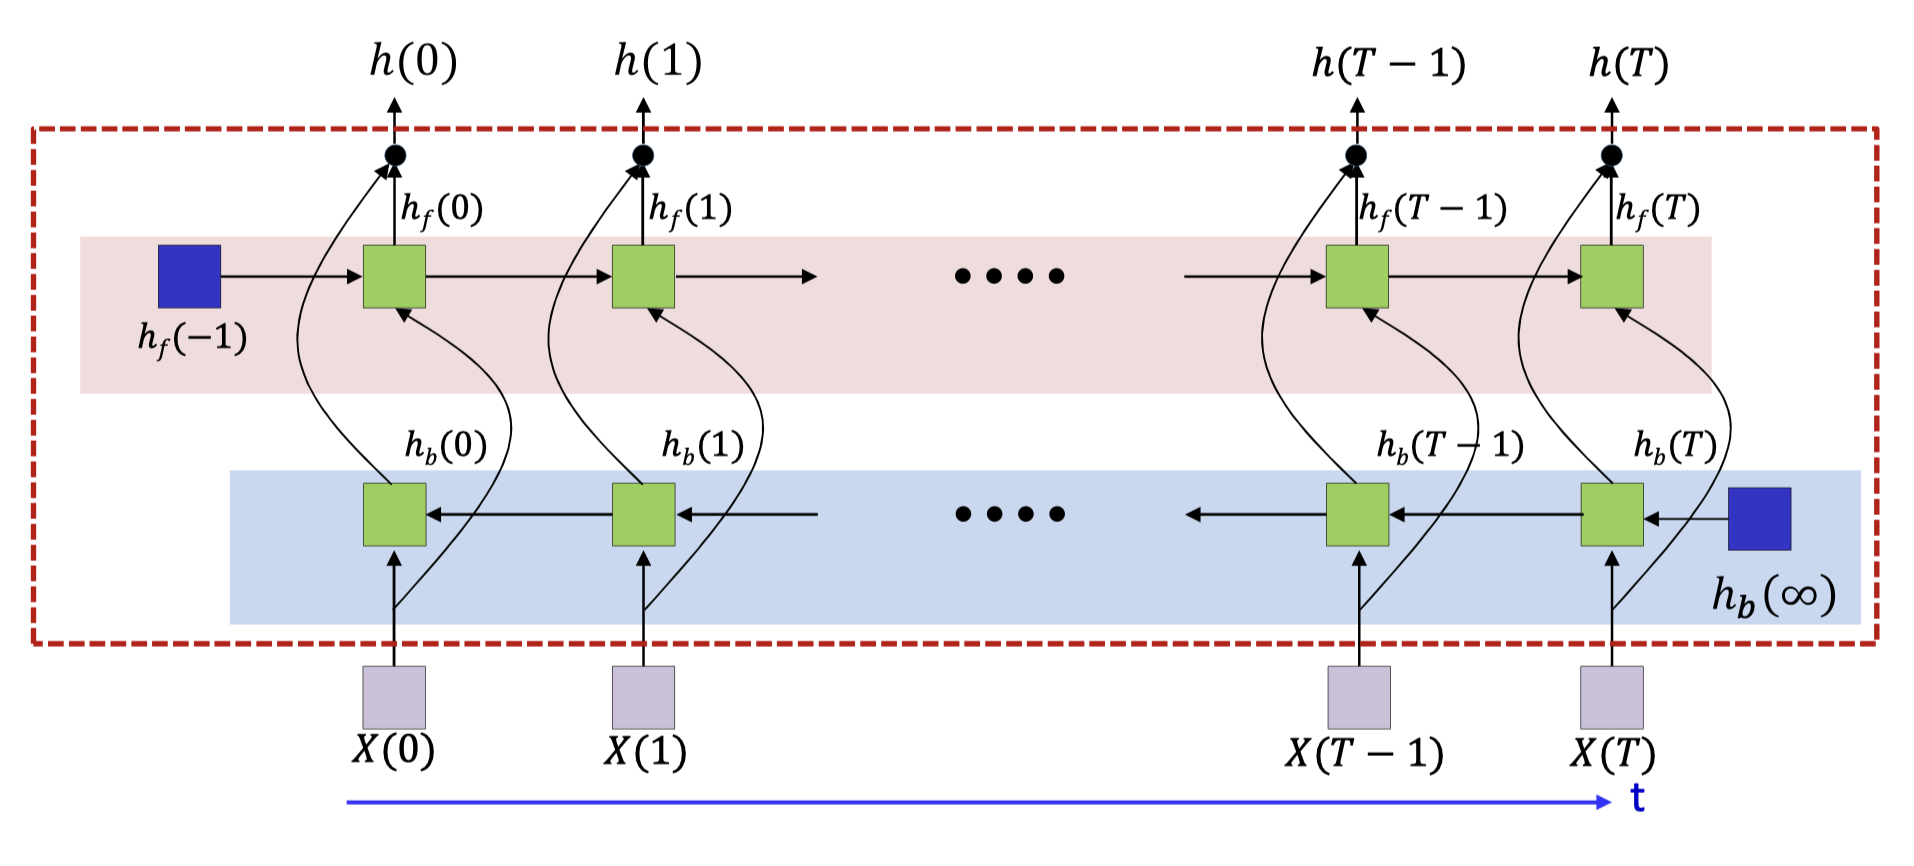 h(0) h(1) h(T − 1) h(T)
h_f(0) h_f(1) h_f(T − 1) h_f(T)
h_f(−1)
h_b(0) h_b(1) h_b(T − 1) h_b(T)
h_b(∞)
X(0) X(1) X(T − 1) X(T)
t